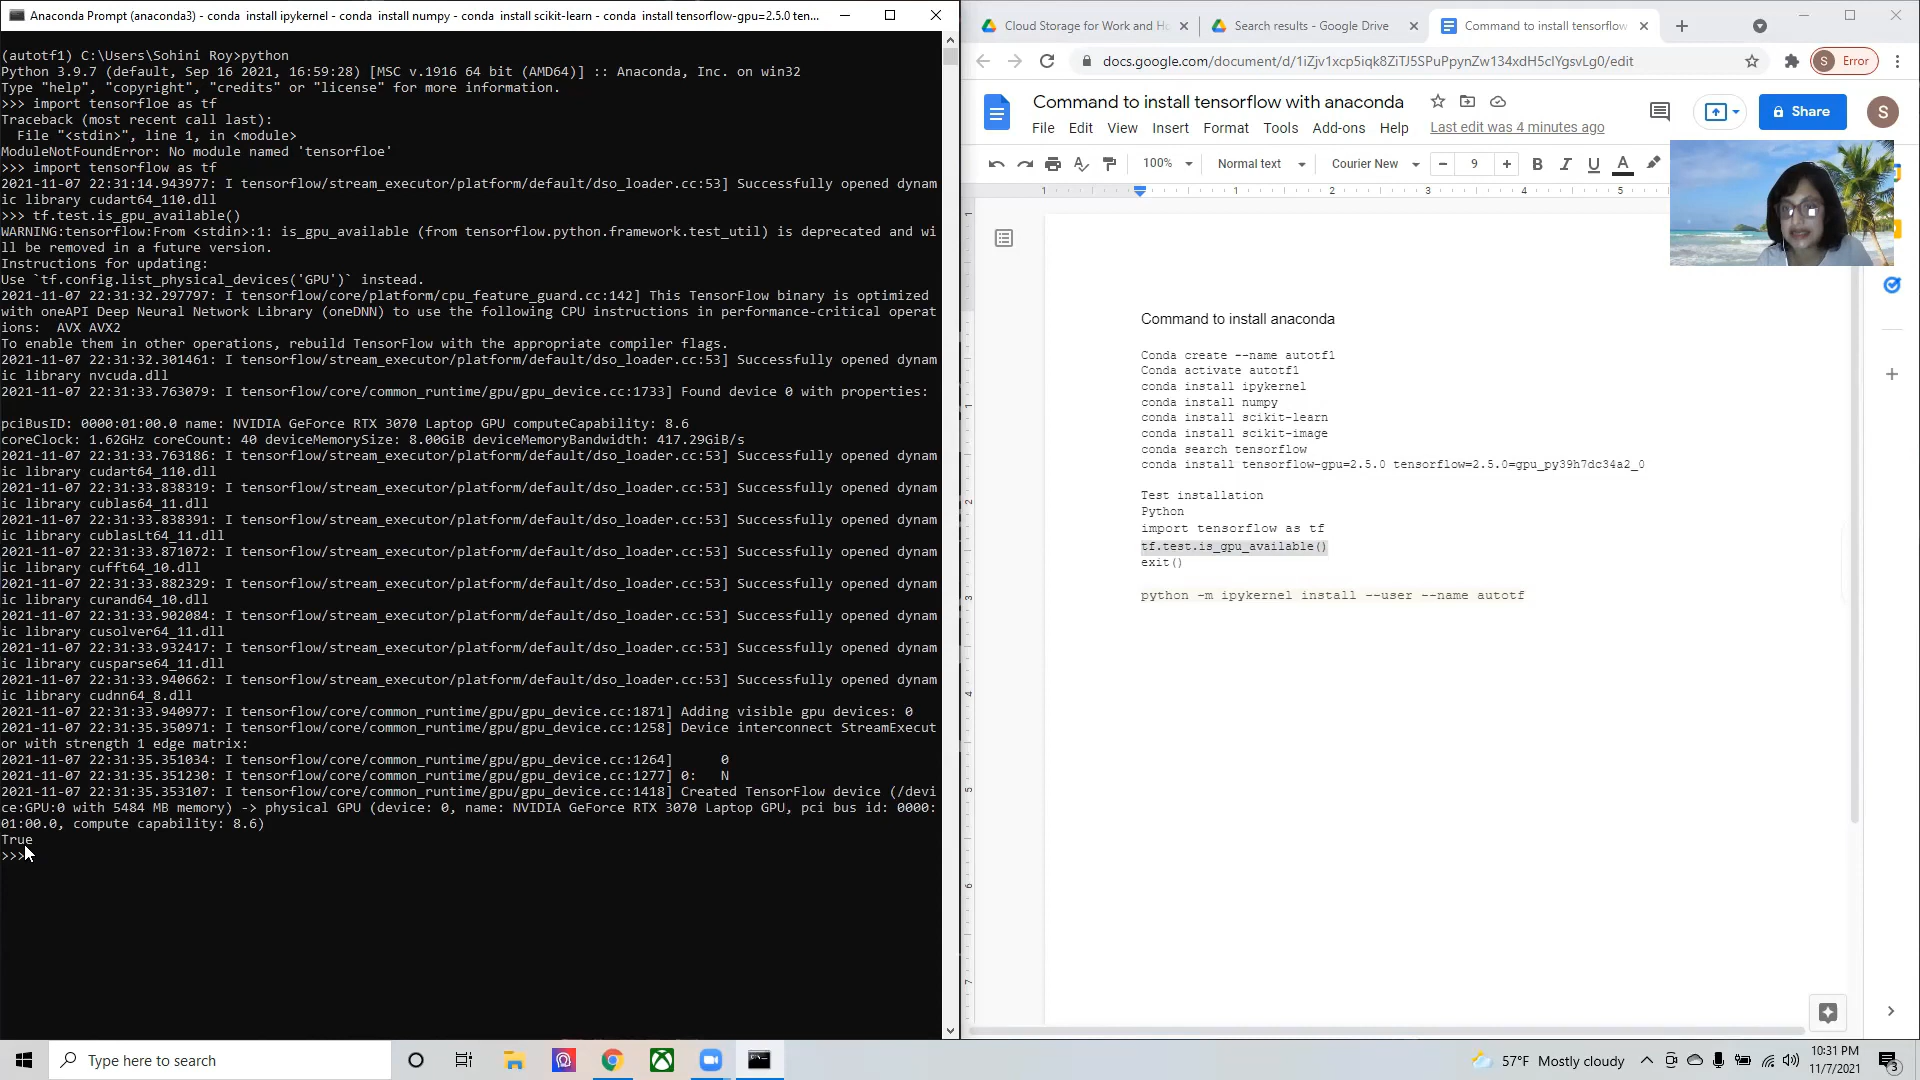 Anaconda Prompt (anaconda3) - conda  install ipykernel - conda  install numpy - conda  install scikit-learn - conda  install tensorflow-gpu=2.5.0 ten...
(autotf1) C:\Users\Sohini Roy>python
Python 3.9.7 (default, Sep 16 2021, 16:59:28) [MSC v.1916 64 bit (AMD64)] :: Anaconda, Inc. on win32
Type "help", "copyright", "credits" or "license" for more information.
>>> import tensorfloe as tf
Traceback (most recent call last):
  File "<stdin>", line 1, in <module>
ModuleNotFoundError: No module named 'tensorfloe'
>>> import tensorflow as tf
2021-11-07 22:31:14.943977: I tensorflow/stream_executor/platform/default/dso_loader.cc:53] Successfully opened dynam
ic library cudart64_110.dll
>>> tf.test.is_gpu_available()
WARNING:tensorflow:From <stdin>:1: is_gpu_available (from tensorflow.python.framework.test_util) is deprecated and wi
ll be removed in a future version.
Instructions for updating:
Use `tf.config.list_physical_devices('GPU')` instead.
2021-11-07 22:31:32.297797: I tensorflow/core/platform/cpu_feature_guard.cc:142] This TensorFlow binary is optimized
with oneAPI Deep Neural Network Library (oneDNN) to use the following CPU instructions in performance-critical operat
ions:  AVX AVX2
To enable them in other operations, rebuild TensorFlow with the appropriate compiler flags.
2021-11-07 22:31:32.301461: I tensorflow/stream_executor/platform/default/dso_loader.cc:53] Successfully opened dynam
ic library nvcuda.dll
2021-11-07 22:31:33.763079: I tensorflow/core/common_runtime/gpu/gpu_device.cc:1733] Found device 0 with properties:
pciBusID: 0000:01:00.0 name: NVIDIA GeForce RTX 3070 Laptop GPU computeCapability: 8.6
coreClock: 1.62GHz coreCount: 40 deviceMemorySize: 8.00GiB deviceMemoryBandwidth: 417.29GiB/s
2021-11-07 22:31:33.763186: I tensorflow/stream_executor/platform/default/dso_loader.cc:53] Successfully opened dynam
ic library cudart64_110.dll
2021-11-07 22:31:33.838319: I tensorflow/stream_executor/platform/default/dso_loader.cc:53] Successfully opened dynam
ic library cublas64_11.dll
2021-11-07 22:31:33.838391: I tensorflow/stream_executor/platform/default/dso_loader.cc:53] Successfully opened dynam
ic library cublasLt64_11.dll
2021-11-07 22:31:33.871072: I tensorflow/stream_executor/platform/default/dso_loader.cc:53] Successfully opened dynam
ic library cufft64_10.dll
2021-11-07 22:31:33.882329: I tensorflow/stream_executor/platform/default/dso_loader.cc:53] Successfully opened dynam
ic library curand64_10.dll
2021-11-07 22:31:33.902084: I tensorflow/stream_executor/platform/default/dso_loader.cc:53] Successfully opened dynam
ic library cusolver64_11.dll
2021-11-07 22:31:33.932417: I tensorflow/stream_executor/platform/default/dso_loader.cc:53] Successfully opened dynam
ic library cusparse64_11.dll
2021-11-07 22:31:33.940662: I tensorflow/stream_executor/platform/default/dso_loader.cc:53] Successfully opened dynam
ic library cudnn64_8.dll
2021-11-07 22:31:33.940977: I tensorflow/core/common_runtime/gpu/gpu_device.cc:1871] Adding visible gpu devices: 0
2021-11-07 22:31:35.350971: I tensorflow/core/common_runtime/gpu/gpu_device.cc:1258] Device interconnect StreamExecut
or with strength 1 edge matrix:
2021-11-07 22:31:35.351034: I tensorflow/core/common_runtime/gpu/gpu_device.cc:1264]      0
2021-11-07 22:31:35.351230: I tensorflow/core/common_runtime/gpu/gpu_device.cc:1277] 0:   N
2021-11-07 22:31:35.353107: I tensorflow/core/common_runtime/gpu/gpu_device.cc:1418] Created TensorFlow device (/devi
ce:GPU:0 with 5484 MB memory) -> physical GPU (device: 0, name: NVIDIA GeForce RTX 3070 Laptop GPU, pci bus id: 0000:
01:00.0, compute capability: 8.6)
True
>>>
Cloud Storage for Work and Ho
Search results - Google Drive
Command to install tensorflow
docs.google.com/document/d/1iZjv1xcp5iqk8ZiTJ5SPuPpynZw134xdH5clYgsvLg0/edit
S Error
Command to install tensorflow with anaconda
File Edit View Insert Format Tools Add-ons Help Last edit was 4 minutes ago
Share
S
100% Normal text Courier New 9 B I U A
1 1 2 3 4 5
1
1
2
3
4
5
6
7
Command to install anaconda
Conda create --name autotf1
Conda activate autotf1
conda install ipykernel
conda install numpy
conda install scikit-learn
conda install scikit-image
conda search tensorflow
conda install tensorflow-gpu=2.5.0 tensorflow=2.5.0=gpu_py39h7dc34a2_0
Test installation
Python
import tensorflow as tf
tf.test.is_gpu_available()
exit()
python -m ipykernel install --user --name autotf
Type here to search
57°F Mostly cloudy
10:31 PM
11/7/2021
3